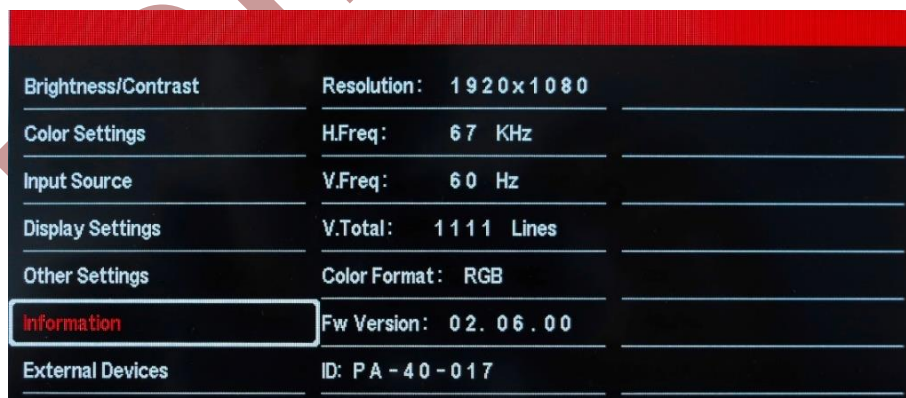 Brightness/Contrast Resolution: 1920x1080
Color Settings H.Freq: 67 KHz
Input Source V.Freq: 60 Hz
Display Settings V.Total: 1111 Lines
Other Settings Color Format: RGB
Information Fw Version: 02.06.00
External Devices ID: PA-40-017